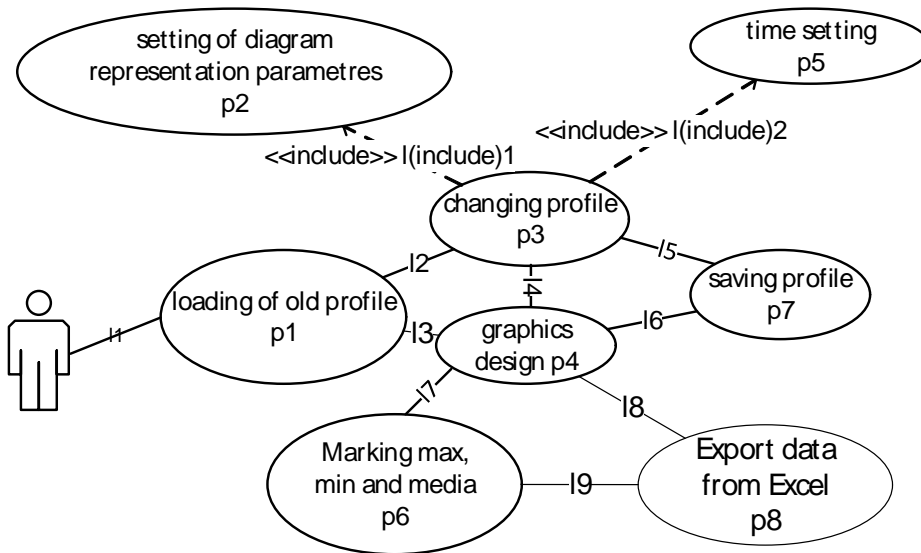 setting of diagram
representation parametres
p2
time setting
p5
<<include>> l(include)1
<<include>> l(include)2
changing profile
p3
l2
l5
l4
loading of old profile
p1
saving profile
p7
l1
l3
l6
graphics
design p4
l7
l8
Marking max,
min and media
p6
l9
Export data
from Excel
p8